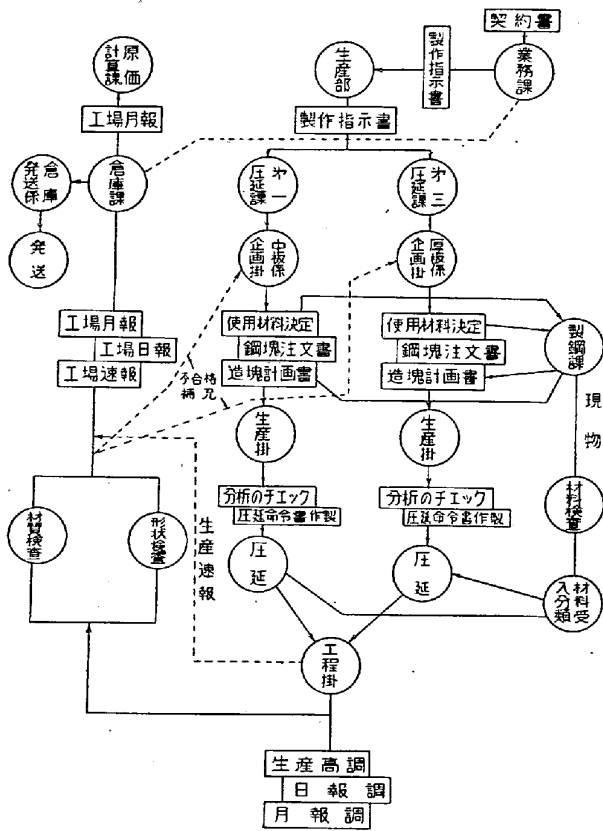 契約書
業務課
製作指示書
生産部
製作指示書
原価
計算課
工場月報
倉庫課
倉庫
発送係
発送
第一
圧延課
第三
圧延課
中板係
企画掛
厚板係
企画掛
使用材料決定
鋼塊注文書
造塊計画書
使用材料決定
鋼塊注文書
造塊計画書
製鋼課
現物
工場月報
工場日報
工場速報
不合格
補充
生産掛
生産掛
分析のチエック
圧延命令書作製
分析のチエック
圧延命令書作製
材料検査
材質検査
形状検査
生産速報
圧延
圧延
材料受
入分類
工程掛
生産高調
日報調
月報調